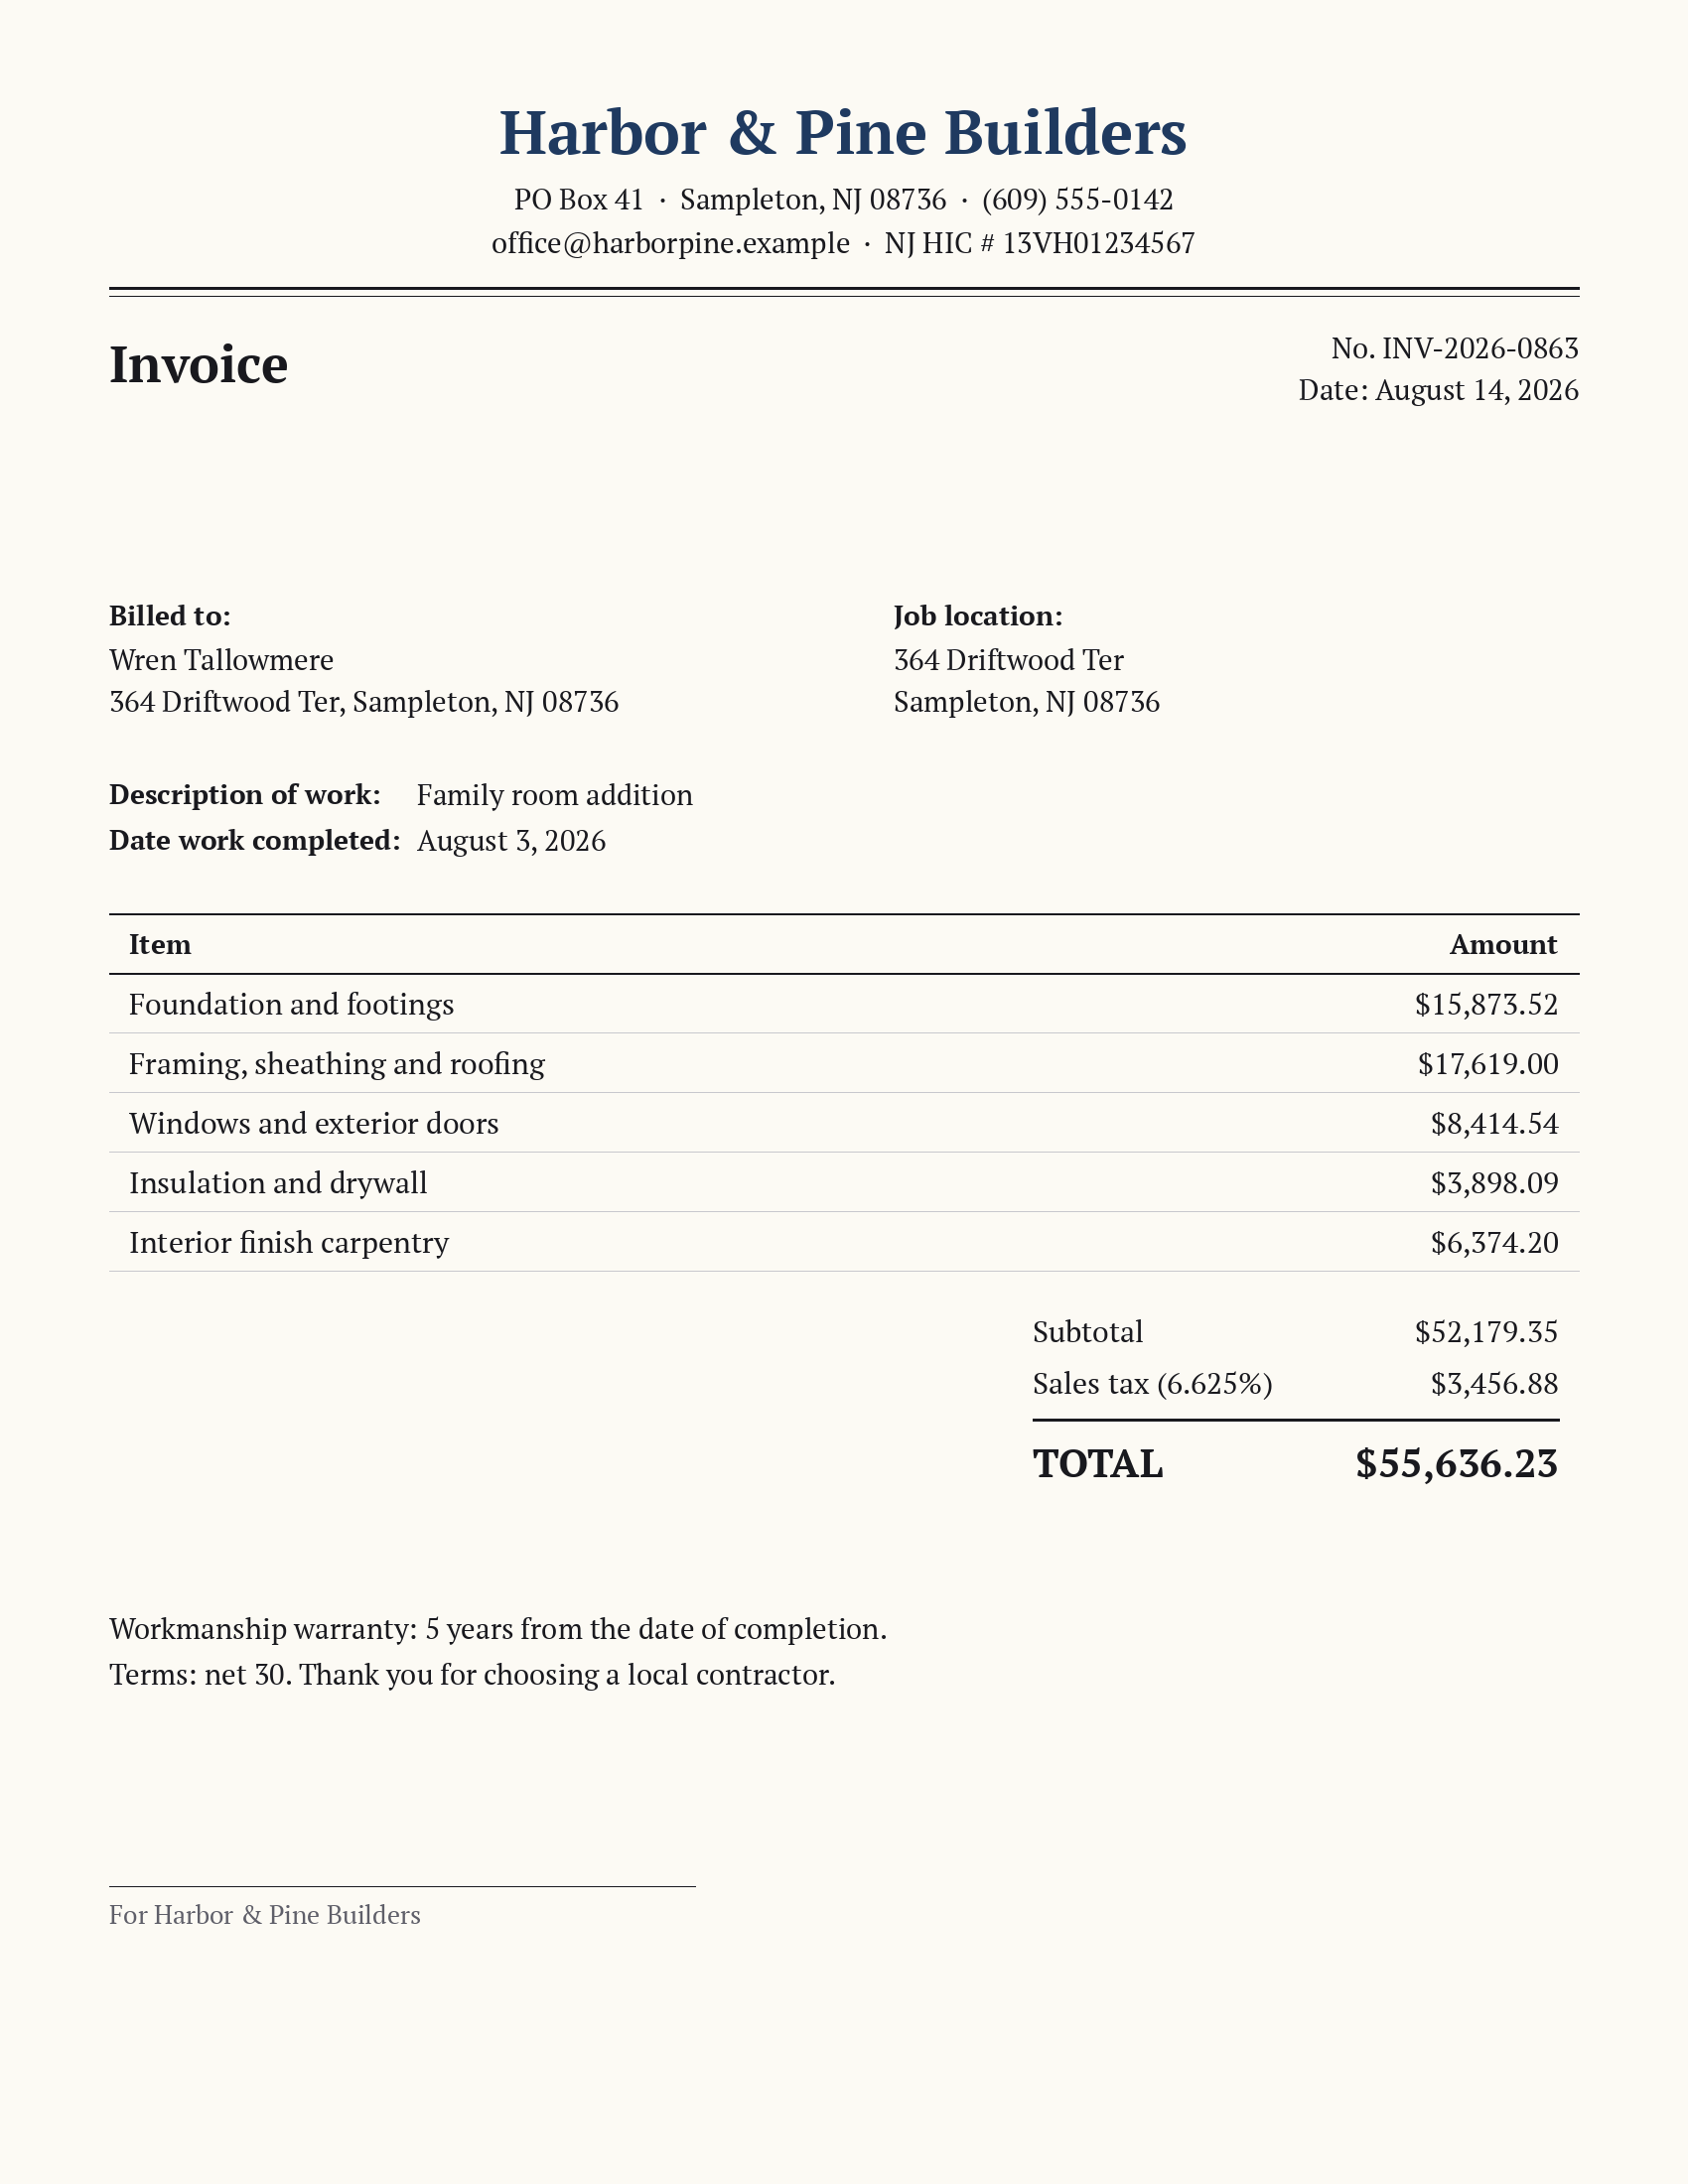 Harbor & Pine Builders
PO Box 41 · Sampleton, NJ 08736 · (609) 555-0142
office@harborpine.example · NJ HIC # 13VH01234567
Invoice
No. INV-2026-0863
Date: August 14, 2026
Billed to:
Wren Tallowmere
364 Driftwood Ter, Sampleton, NJ 08736
Job location:
364 Driftwood Ter
Sampleton, NJ 08736
Description of work: Family room addition
Date work completed: August 3, 2026
Item Amount
Foundation and footings $15,873.52
Framing, sheathing and roofing $17,619.00
Windows and exterior doors $8,414.54
Insulation and drywall $3,898.09
Interior finish carpentry $6,374.20
Subtotal $52,179.35
Sales tax (6.625%) $3,456.88
TOTAL $55,636.23
Workmanship warranty: 5 years from the date of completion.
Terms: net 30. Thank you for choosing a local contractor.
For Harbor & Pine Builders